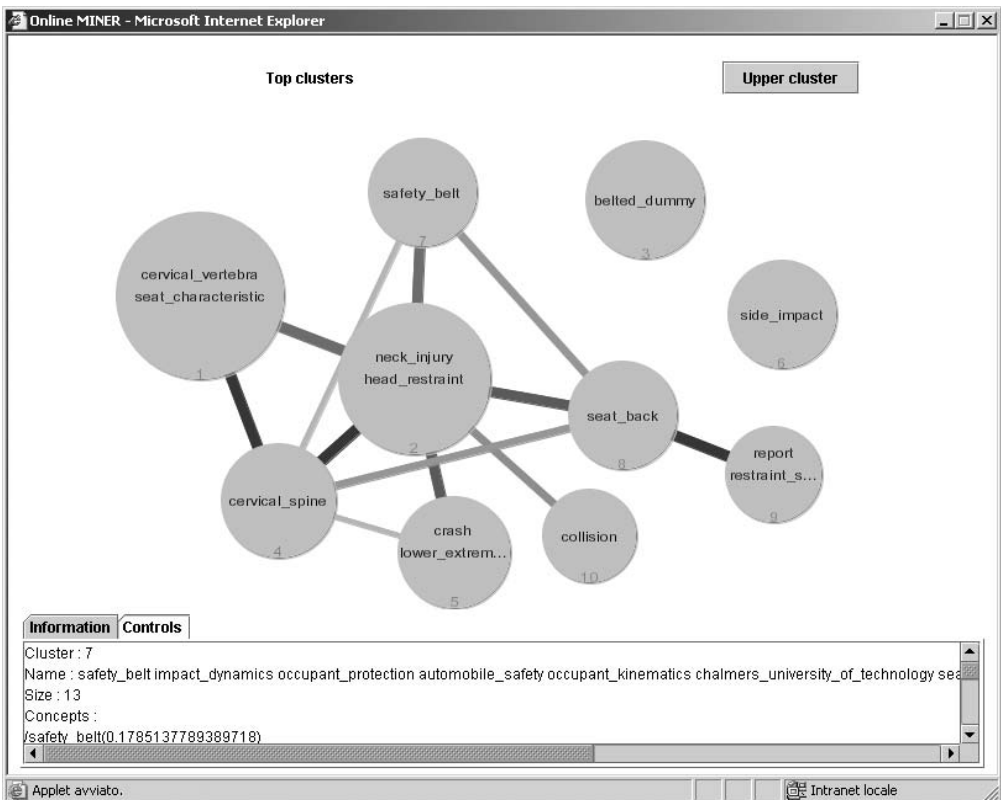 Online MINER - Microsoft Internet Explorer
Top clusters
Upper cluster
safety_belt
7
belted_dummy
3
cervical_vertebra
seat_characteristic
1
side_impact
6
neck_injury
head_restraint
2
seat_back
8
report
restraint_s...
9
cervical_spine
4
crash
lower_extrem...
5
collision
10
Information Controls
Cluster : 7
Name : safety_belt impact_dynamics occupant_protection automobile_safety occupant_kinematics chalmers_university_of_technology sea
Size : 13
Concepts :
/safety_belt(0.1785137789389718)
Applet avviato.
Intranet locale